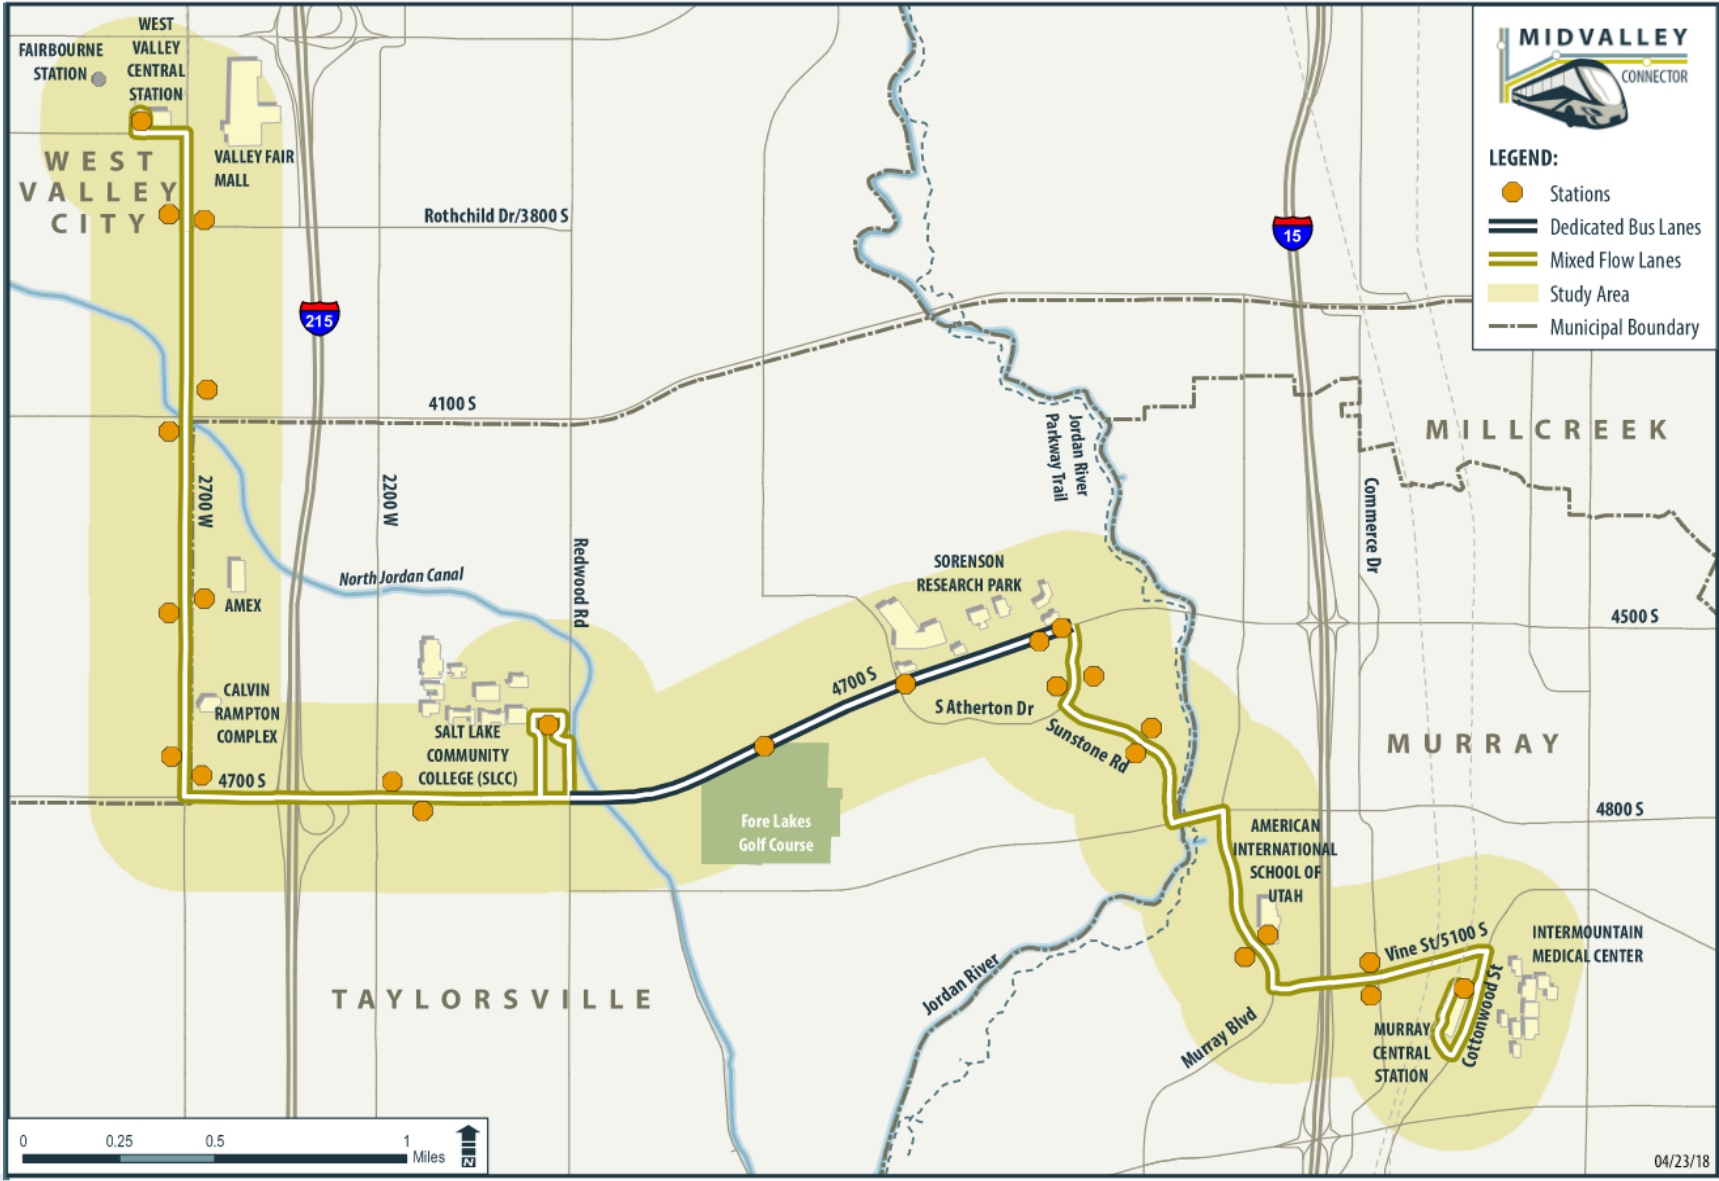 WEST
VALLEY
CENTRAL
STATION
FAIRBOURNE
STATION
VALLEY FAIR
MALL
WEST
VALLEY
CITY
Rothchild Dr/3800 S
215
15
MIDVALLEY
CONNECTOR
LEGEND:
Stations
Dedicated Bus Lanes
Mixed Flow Lanes
Study Area
Municipal Boundary
4100 S
2700 W
2200 W
Redwood Rd
North Jordan Canal
AMEX
CALVIN
RAMPTON
COMPLEX
4700 S
SALT LAKE
COMMUNITY
COLLEGE (SLCC)
Jordan River
Parkway Trail
MILLCREEK
Commerce Dr
SORENSON
RESEARCH PARK
4500 S
4700 S
S Atherton Dr
Sunstone Rd
MURRAY
4800 S
Fore Lakes
Golf Course
AMERICAN
INTERNATIONAL
SCHOOL OF
UTAH
Vine St/5100 S
INTERMOUNTAIN
MEDICAL CENTER
Cottonwood St
MURRAY
CENTRAL
STATION
Murray Blvd
Jordan River
TAYLORSVILLE
0 0.25 0.5 1
Miles
N
04/23/18